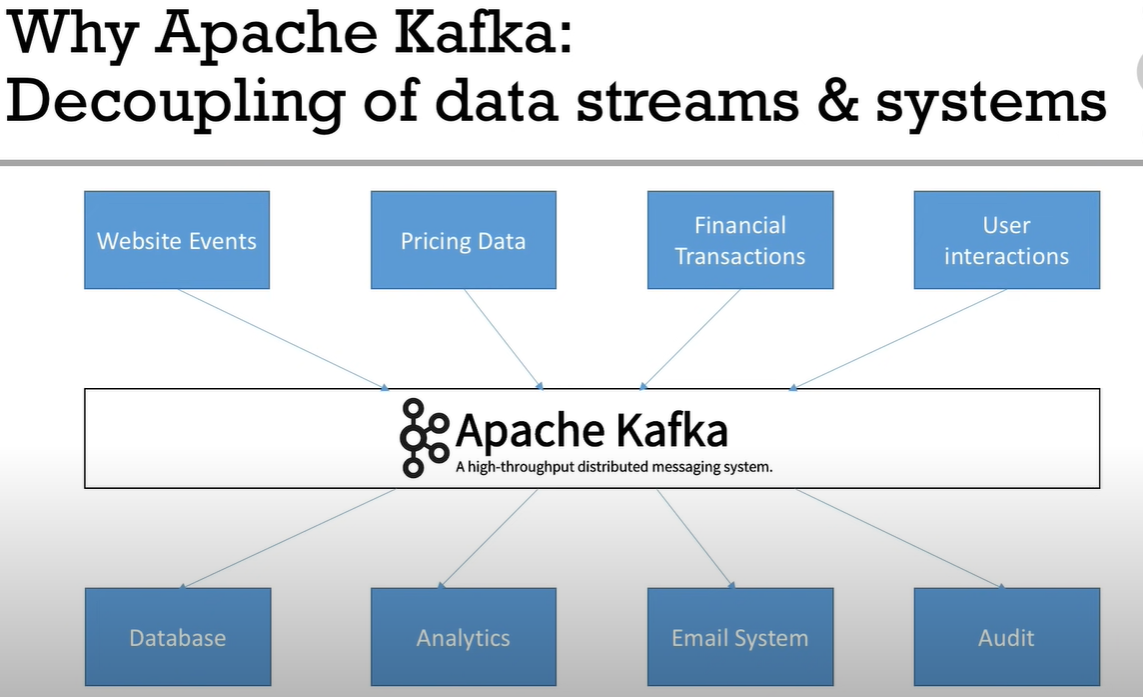 Why Apache Kafka:
Decoupling of data streams & systems
Website Events
Pricing Data
Financial
Transactions
User
interactions
Apache Kafka
A high-throughput distributed messaging system.
Database
Analytics
Email System
Audit